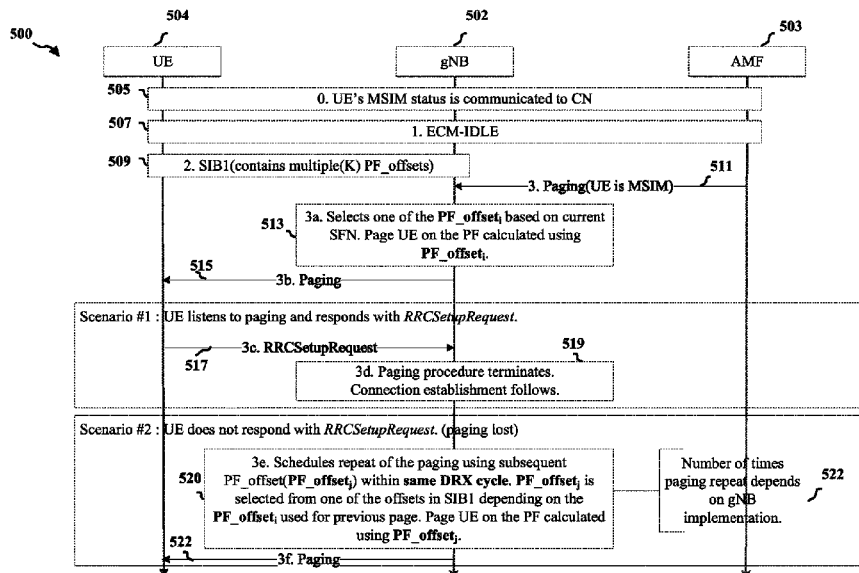 500
504
502
503
UE
gNB
AMF
505
0. UE's MSIM status is communicated to CN
507
1. ECM-IDLE
509
2. SIB1(contains multiple(K) PF_offsets)
511
3. Paging(UE is MSIM)
513
3a. Selects one of the PF_offseti based on current
SFN. Page UE on the PF calculated using
PF_offseti.
515
3b. Paging
Scenario #1 : UE listens to paging and responds with RRCSetupRequest.
3c. RRCSetupRequest
517
519
3d. Paging procedure terminates.
Connection establishment follows.
Scenario #2 : UE does not respond with RRCSetupRequest. (paging lost)
520
3e. Schedules repeat of the paging using subsequent
PF_offset(PF_offsetj) within same DRX cycle. PF_offsetj is
selected from one of the offsets in SIB1 depending on the
PF_offseti used for previous page. Page UE on the PF calculated
using PF_offsetj.
Number of times
paging repeat depends
on gNB
implementation.
522
522
3f. Paging